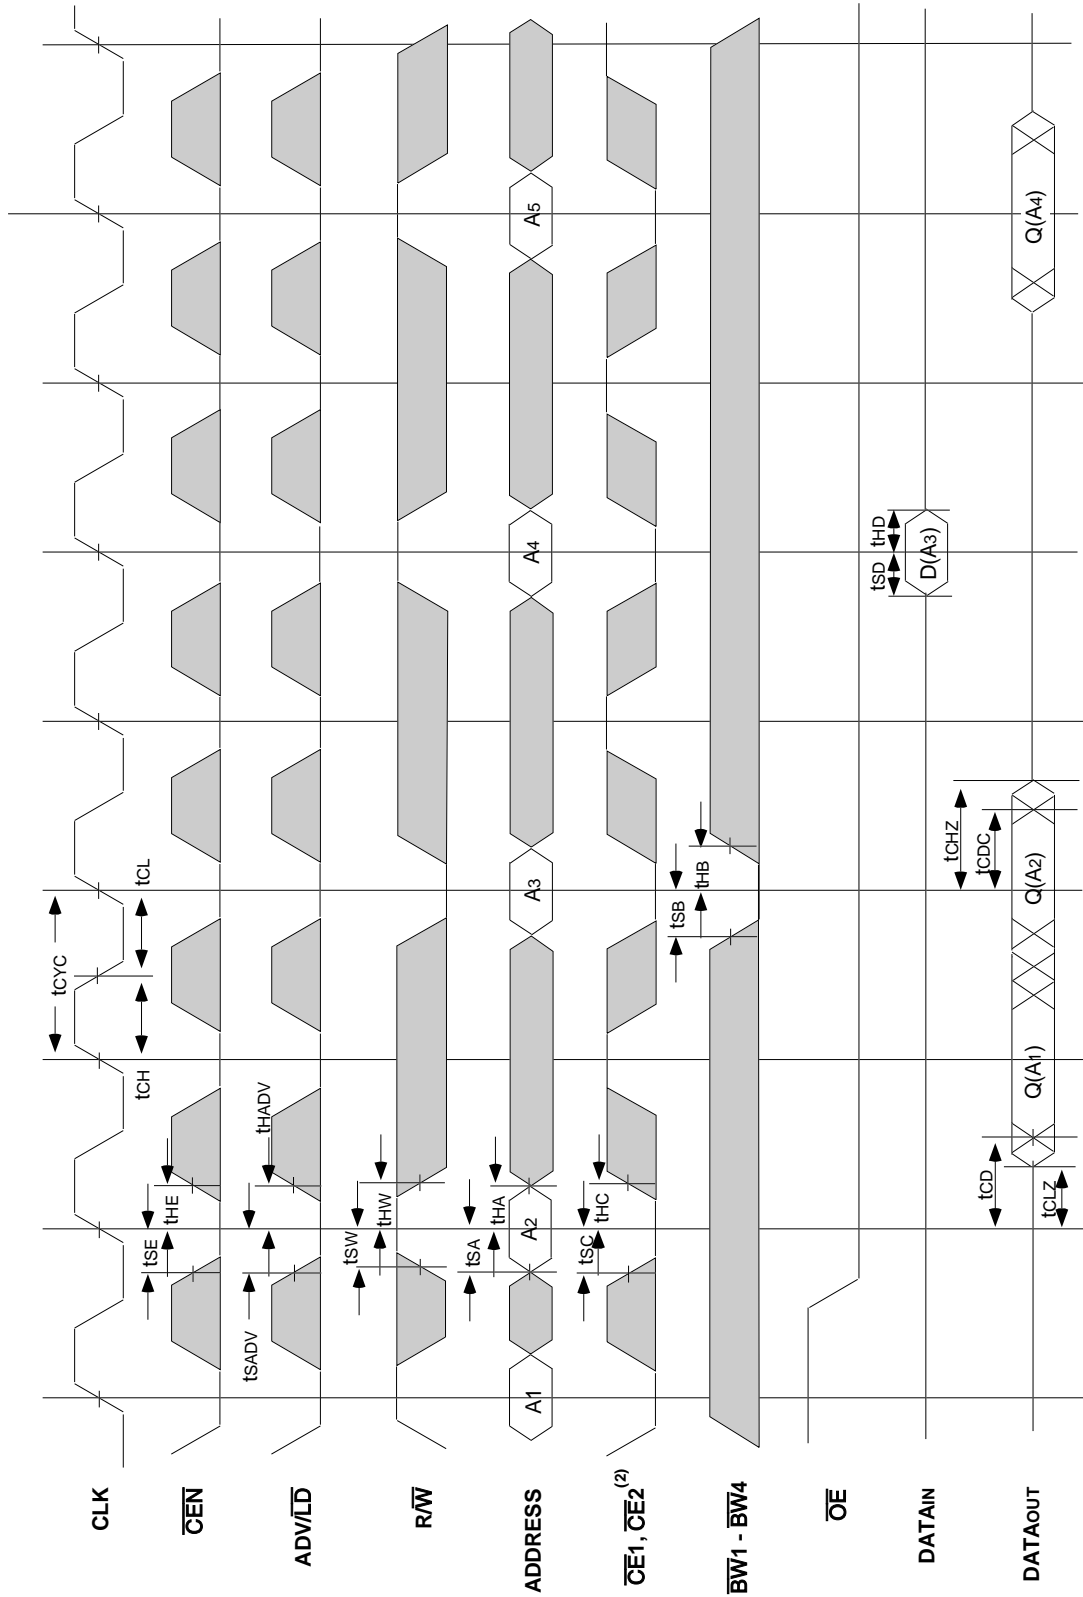 CLK
tCYC
tCH
tCL
CEN
tSE
tHE
ADV/LD
tSADV
tHADV
R/W
tSW
tHW
ADDRESS
A1
A2
A3
A4
A5
tSA
tHA
CE1, CE2(2)
tSC
tHC
BW1 - BW4
tSB
tHB
OE
DATAIN
D(A3)
tSD
tHD
DATAOUT
Q(A1)
Q(A2)
Q(A4)
tCD
tCLZ
tCHZ
tCDC